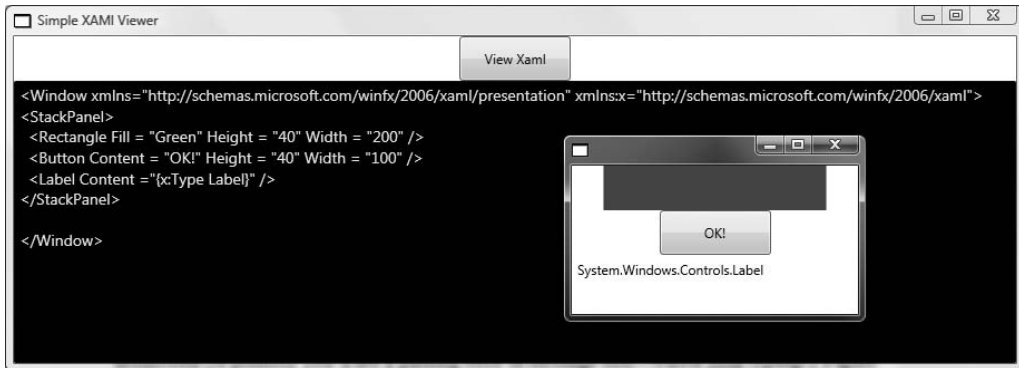 Simple XAMl Viewer
View Xaml
<Window xmlns="http://schemas.microsoft.com/winfx/2006/xaml/presentation" xmlns:x="http://schemas.microsoft.com/winfx/2006/xaml">
<StackPanel>
<Rectangle Fill = "Green" Height = "40" Width = "200" />
<Button Content = "OK!" Height = "40" Width = "100" />
<Label Content ="{x:Type Label}" />
</StackPanel>
</Window>
OK!
System.Windows.Controls.Label